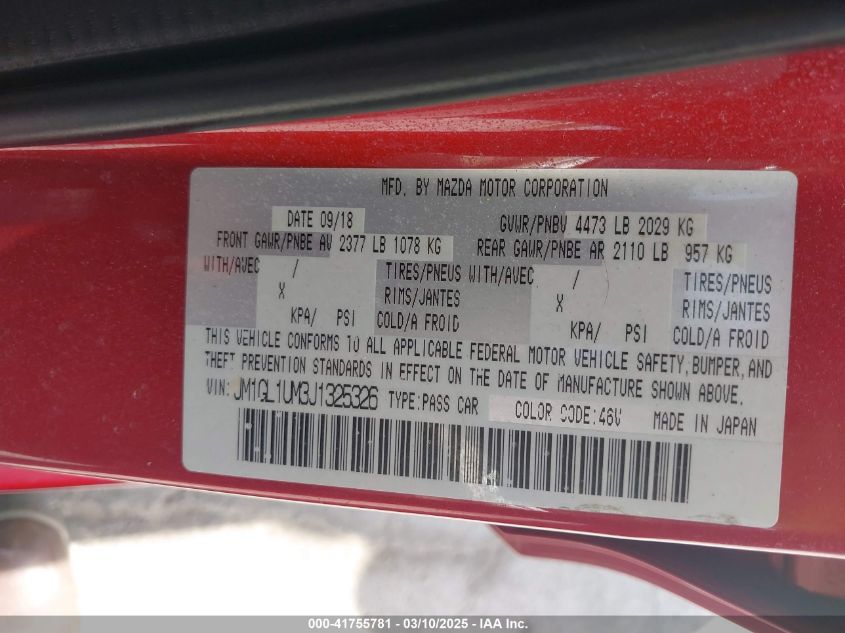 MFD. BY MAZDA MOTOR CORPORATION
DATE 09/18 GVWR/PNBV 4473 LB 2029 KG
FRONT GAWR/PNBE AV 2377 LB 1078 KG REAR GAWR/PNBE AR 2110 LB 957 KG
WITH/AVEC / TIRES/PNEUS WITH/AVEC / TIRES/PNEUS
X RIMS/JANTES X RIMS/JANTES
KPA/ PSI COLD/A FROID KPA/ PSI COLD/A FROID
THIS VEHICLE CONFORMS TO ALL APPLICABLE FEDERAL MOTOR VEHICLE SAFETY, BUMPER, AND
THEFT PREVENTION STANDARDS IN EFFECT ON THE DATE OF MANUFACTURE SHOWN ABOVE.
VIN: JM1GL1UM3J1325326 TYPE: PASS CAR COLOR CODE: 46V MADE IN JAPAN
000-41755781 — 03/10/2025 — IAA Inc.